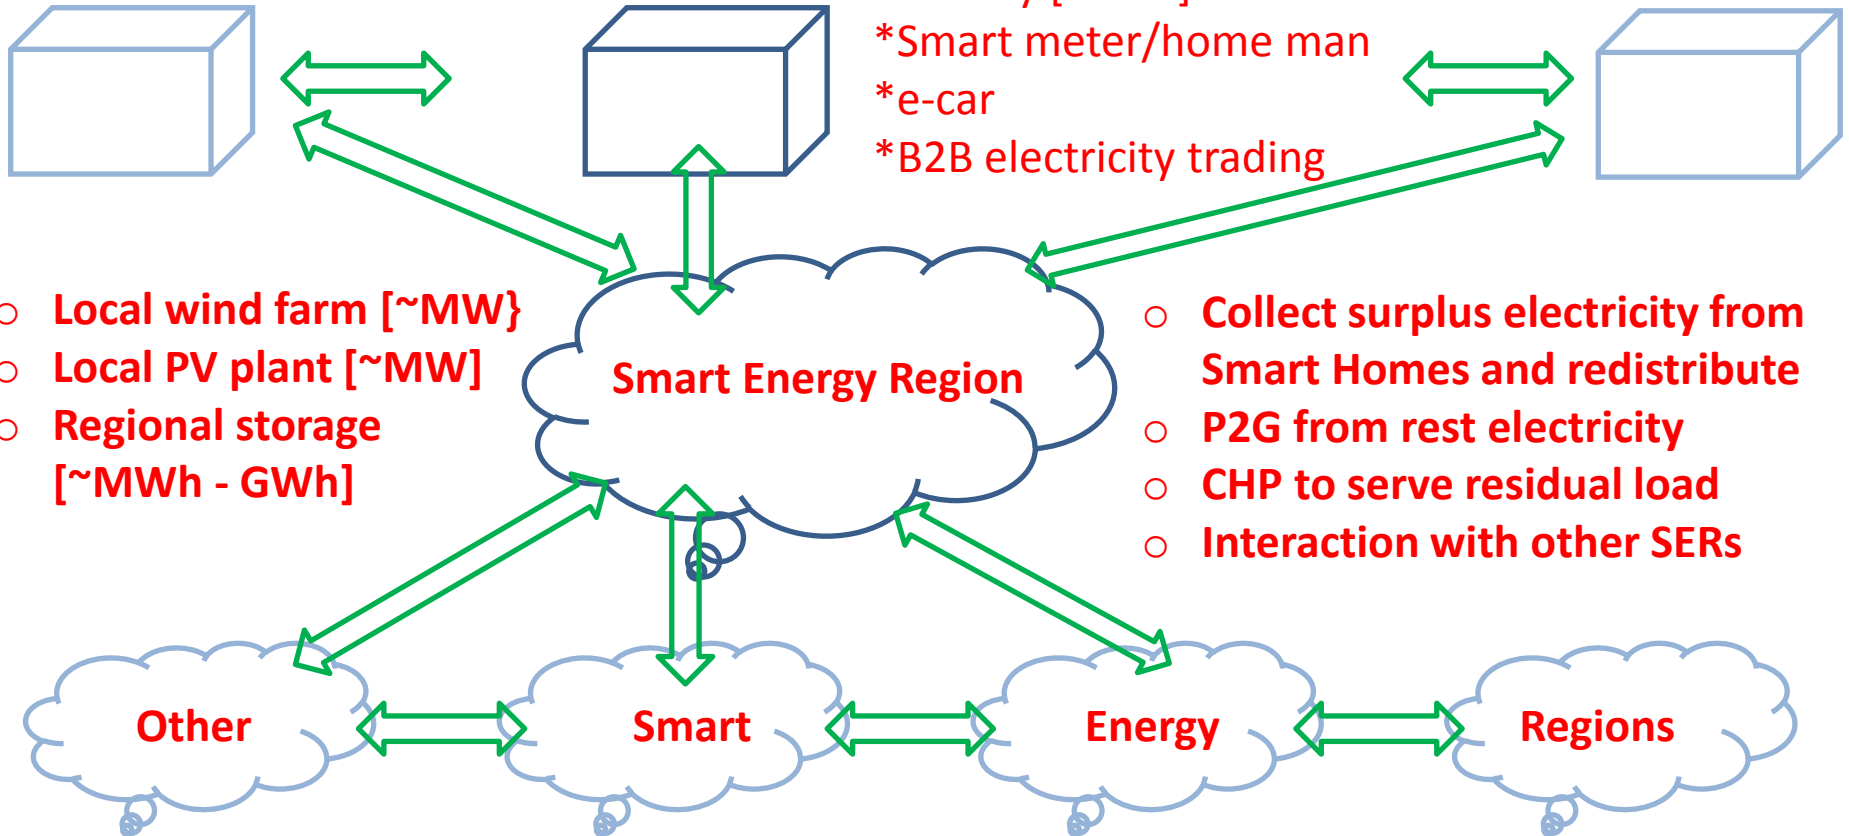 *Smart meter/home man
*e-car
*B2B electricity trading
o Local wind farm [~MW}
o Local PV plant [~MW]
o Regional storage
[~MWh - GWh]
Smart Energy Region
o Collect surplus electricity from
Smart Homes and redistribute
o P2G from rest electricity
o CHP to serve residual load
o Interaction with other SERs
Other
Smart
Energy
Regions